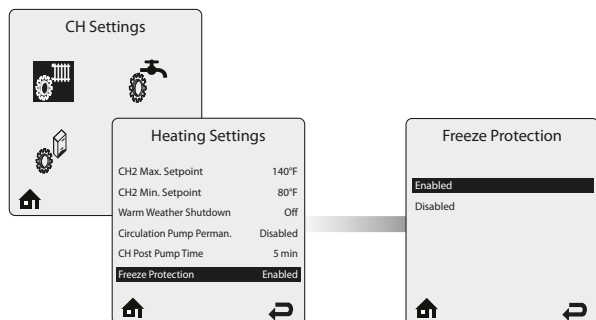 CH Settings
Heating Settings
CH2 Max. Setpoint 140°F
CH2 Min. Setpoint 80°F
Warm Weather Shutdown Off
Circulation Pump Perman. Disabled
CH Post Pump Time 5 min
Freeze Protection Enabled
Freeze Protection
Enabled
Disabled